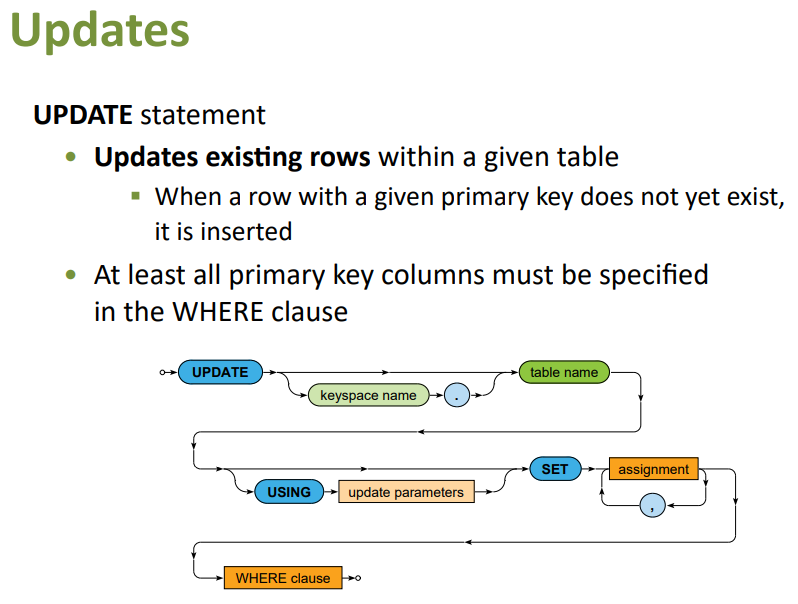 Updates
UPDATE statement
• Updates existing rows within a given table
▪ When a row with a given primary key does not yet exist,
it is inserted
• At least all primary key columns must be specified
in the WHERE clause
UPDATE
table name
keyspace name
.
SET
assignment
USING
update parameters
,
WHERE clause